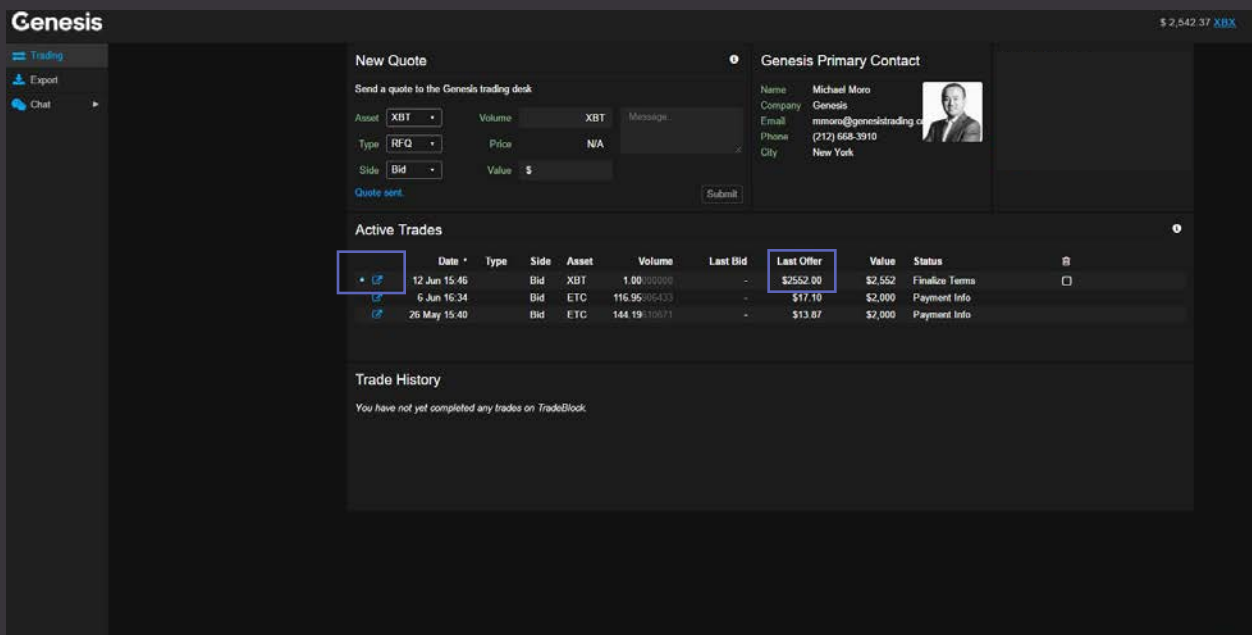 Genesis
$ 2,542.37 XBX
Trading
Export
Chat
New Quote
Send a quote to the Genesis trading desk
Asset XBT Volume XBT Message...
Type RFQ Price N/A
Side Bid Value $
Quote sent. Submit
Genesis Primary Contact
Name Michael Moro
Company Genesis
Email mmoro@genesistrading.co
Phone (212) 668-3910
City New York
Active Trades
Date Type Side Asset Volume Last Bid Last Offer Value Status
12 Jun 15:46 Bid XBT 1.00000000 - $2552.00 $2,552 Finalize Terms
6 Jun 16:34 Bid ETC 116.95 - $17.10 $2,000 Payment Info
26 May 15:40 Bid ETC 144.19 - $13.87 $2,000 Payment Info
Trade History
You have not yet completed any trades on TradeBlock.